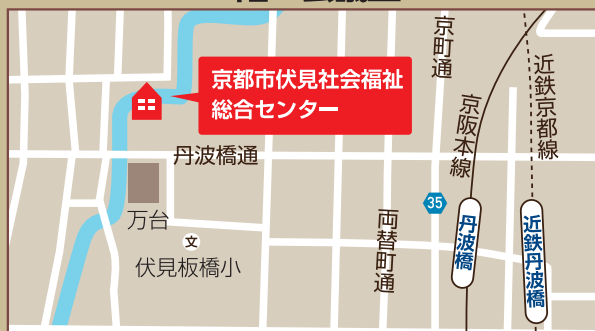 京都市伏見社会福祉
総合センター
京町通
近鉄京都線
京阪本線
丹波橋通
35
万台
文
伏見板橋小
両替町通
丹波橋
近鉄丹波橋